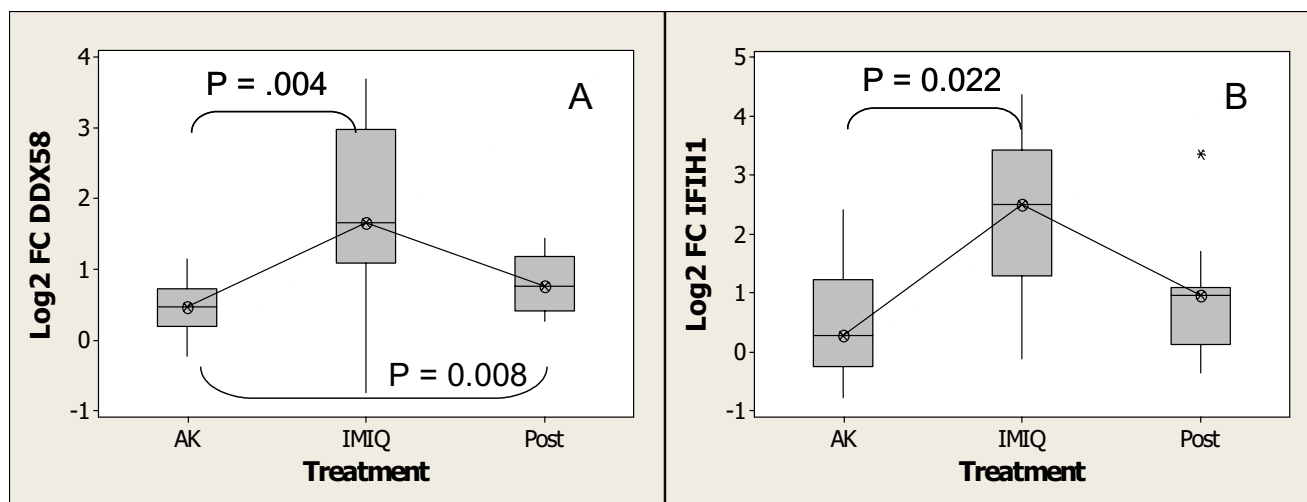 A
P = .004
P = 0.008
Log2 FC DDX58
4
3
2
1
0
-1
AK IMIQ Post
Treatment
B
P = 0.022
Log2 FC IFIH1
5
4
3
2
1
0
-1
AK IMIQ Post
Treatment